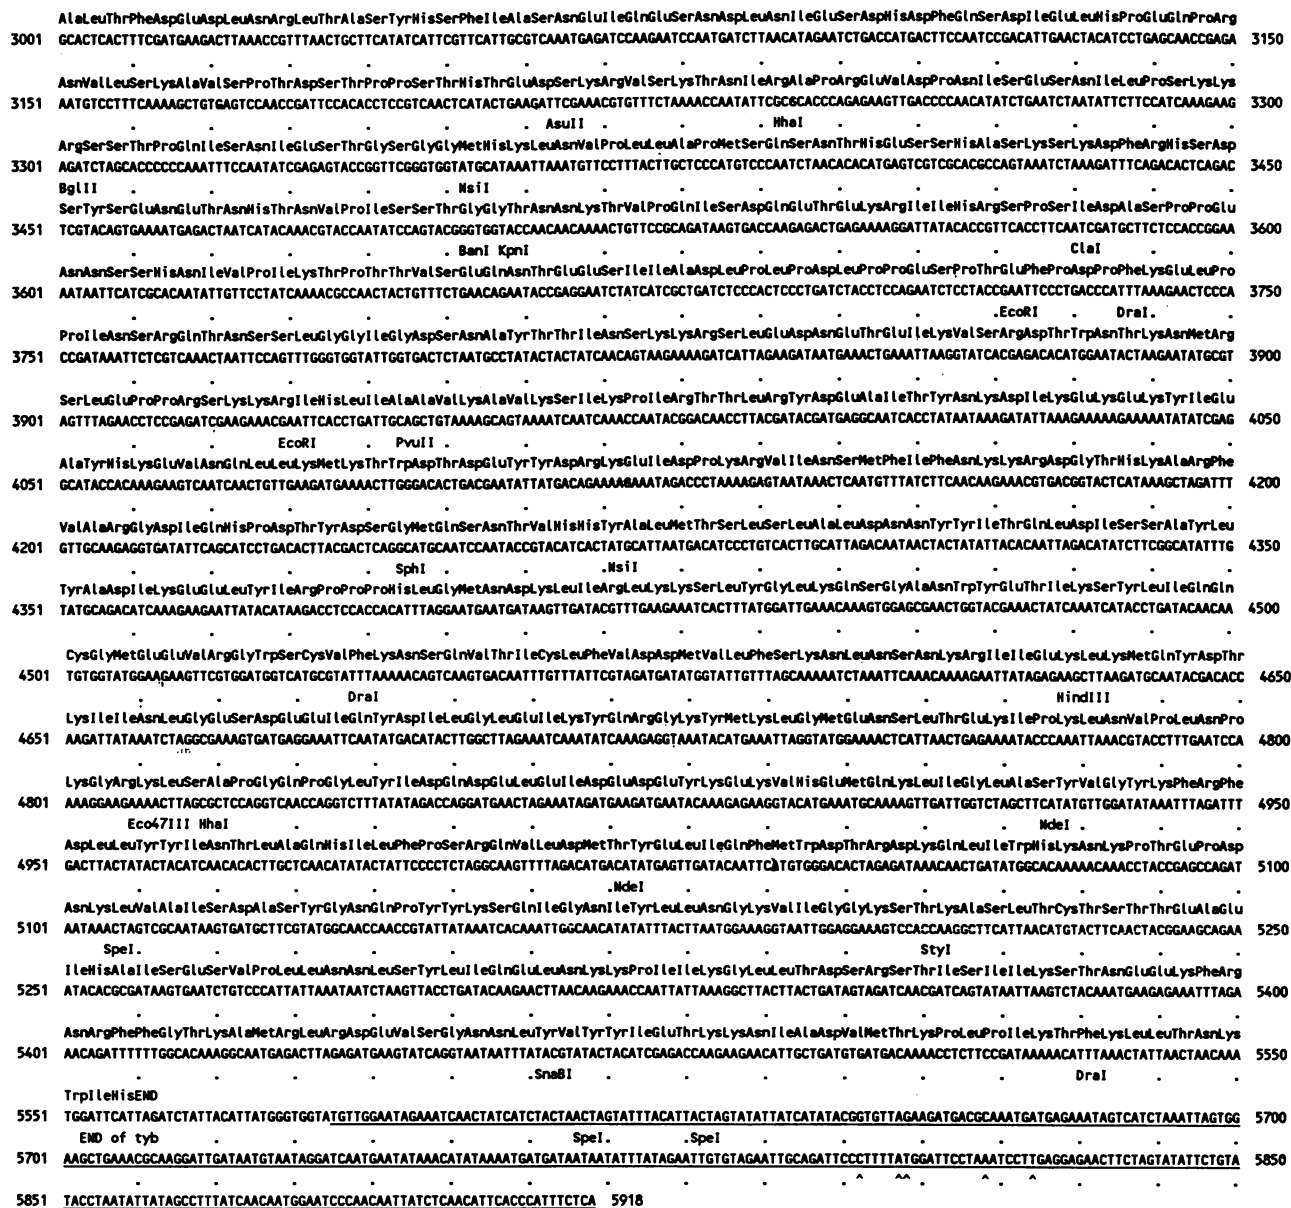 AlaLeuThrPheAspGluAspLeuAsnArgLeuThrAlaSerTyrHisSerPheIleAlaSerAsnGluIleGlnGluSerAsnAspLeuAsnIleGluSerAspHisAspPheGlnSerAspIleGluLeuHisProGluGlnProArg
3001 GCACTCACTTTCGATGAAGACTTAAACCGTTTAACTGCTTCATATCATTCGTTCATTGCGTCAAATGAGATCCAAGAATCCAATGATCTTAACATAGAATCTGACCATGACTTCCAATCCGACATTGAACTACATCCTGAGCAACCGAGA 3150
AsnValLeuSerLysAlaValSerProThrAspSerThrProProSerThrHisThrGluAspSerLysArgValSerLysThrAsnIleArgAlaProArgGluValAspProAsnIleSerGluSerAsnIleLeuProSerLysLys
3151 AATGTCCTTTCAAAAGCTGTGAGTCCAACCGATTCCACACCTCCGTCAACTCATACTGAAGATTCGAAACGTGTTTCTAAAACCAATATTCGCGCACCCAGAGAAGTTGACCCCAACATATCTGAATCTAATATTCTTCCATCAAAGAAG 3300
AsuII HhaI
ArgSerSerThrProGlnIleSerAsnIleGluSerThrGlySerGlyGlyMetHisLysLeuAsnValProLeuLeuAlaProMetSerGlnSerAsnThrHisGluSerSerHisAlaSerLysSerLysAspPheArgHisSerAsp
3301 AGATCTAGCACCCCCCAAATTTCCAATATCGAGAGTACCGGTTCGGGTGGTATGCATAAATTAAATGTTCCTTTACTTGCTCCCATGTCCCAATCTAACACACATGAGTCGTCGCACGCCAGTAAATCTAAAGATTTCAGACACTCAGAC 3450
BglII NsiI
SerTyrSerGluAsnGluThrAsnHisThrAsnValProIleSerSerThrGlyGlyThrAsnAsnLysThrValProGlnIleSerAspGlnGluThrGluLysArgIleIleHisArgSerProSerIleAspAlaSerProProGlu
3451 TCGTACAGTGAAAATGAGACTAATCATACAAACGTACCAATATCCAGTACGGGTGGTACCAACAACAAAACTGTTCCGCAGATAAGTGACCAAGAGACTGAGAAAAGGATTATACACCGTTCACCTTCAATCGATGCTTCTCCACCGGAA 3600
BanI KpnI ClaI
AsnAsnSerSerHisAsnIleValProIleLysThrProThrThrValSerGluGlnAsnThrGluGluSerIleIleAlaAspLeuProLeuProAspLeuProProGluSerProThrGluPheProAspProPheLysGluLeuPro
3601 AATAATTCATCGCACAATATTGTTCCTATCAAAACGCCAACTACTGTTTCTGAACAGAATACCGAGGAATCTATCATCGCTGATCTCCCACTCCCTGATCTACCTCCAGAATCTCCTACCGAATTCCCTGACCCATTTAAAGAACTCCCA 3750
EcoRI DraI
ProIleAsnSerArgGlnThrAsnSerSerLeuGlyGlyIleGlyAspSerAsnAlaTyrThrThrIleAsnSerLysLysArgSerLeuGluAspAsnGluThrGluIleLysValSerArgAspThrTrpAsnThrLysAsnMetArg
3751 CCGATAAATTCTCGTCAAACTAATTCCAGTTTGGGTGGTATTGGTGACTCTAATGCCTATACTACTATCAACAGTAAGAAAAGATCATTAGAAGATAATGAAACTGAAATTAAGGTATCACGAGACACATGGAATACTAAGAATATGCGT 3900
SerLeuGluProProArgSerLysLysArgIleHisLeuIleAlaAlaValLysAlaValLysSerIleLysProIleArgThrThrLeuArgTyrAspGluAlaIleThrTyrAsnLysAspIleLysGluLysGluLysTyrIleGlu
3901 AGTTTAGAACCTCCGAGATCGAAGAAACGAATTCACCTGATTGCAGCTGTAAAAGCAGTAAAATCAATCAAACCAATACGGACAACCTTACGATACGATGAGGCAATCACCTATAATAAAGATATTAAAGAAAAAGAAAAATATATCGAG 4050
EcoRI PvuII
AlaTyrHisLysGluValAsnGlnLeuLeuLysMetLysThrTrpAspThrAspGluTyrTyrAspArgLysGluIleAspProLysArgValIleAsnSerMetPheIlePheAsnLysLysArgAspGlyThrHisLysAlaArgPhe
4051 GCATACCACAAAGAAGTCAATCAACTGTTGAAGATGAAAACTTGGGACACTGACGAATATTATGACAGAAAAGAAATAGACCCTAAAAGAGTAATAAACTCAATGTTTATCTTCAACAAGAAACGTGACGGTACTCATAAAGCTAGATTT 4200
ValAlaArgGlyAspIleGlnHisProAspThrTyrAspSerGlyMetGlnSerAsnThrValHisHisTyrAlaLeuMetThrSerLeuSerLeuAlaLeuAspAsnAsnTyrTyrIleThrGlnLeuAspIleSerSerAlaTyrLeu
4201 GTTGCAAGAGGTGATATTCAGCATCCTGACACTTACGACTCAGGCATGCAATCCAATACCGTACATCACTATGCATTAATGACATCCCTGTCACTTGCATTAGACAATAACTACTATATTACACAATTAGACATATCTTCGGCATATTTG 4350
SphI NsiI
TyrAlaAspIleLysGluGluLeuTyrIleArgProProProHisLeuGlyMetAsnAspLysLeuIleArgLeuLysLysSerLeuTyrGlyLeuLysGlnSerGlyAlaAsnTrpTyrGluThrIleLysSerTyrLeuIleGlnGln
4351 TATGCAGACATCAAAGAAGAATTATACATAAGACCTCCACCACATTTAGGAATGAATGATAAGTTGATACGTTTGAAGAAATCACTTTATGGATTGAAACAAAGTGGAGCGAACTGGTACGAAACTATCAAATCATACCTGATACAACAA 4500
CysGlyMetGluGluValArgGlyTrpSerCysValPheLysAsnSerGlnValThrIleCysLeuPheValAspAspMetValLeuPheSerLysAsnLeuAsnSerAsnLysArgIleIleGluLysLeuLysMetGlnTyrAspThr
4501 TGTGGTATGGAAGAAGTTCGTGGATGGTCATGCGTATTTAAAAACAGTCAAGTGACAATTTGTTTATTCGTAGATGATATGGTATTGTTTAGCAAAAATCTAAATTCAAACAAAAGAATTATAGAGAAGCTTAAGATGCAATACGACACC 4650
DraI HindIII
LysIleIleAsnLeuGlyGluSerAspGluGluIleGlnTyrAspIleLeuGlyLeuGluIleLysTyrGlnArgGlyLysTyrMetLysLeuGlyMetGluAsnSerLeuThrGluLysIleProLysLeuAsnValProLeuAsnPro
4651 AAGATTATAAATCTAGGCGAAAGTGATGAGGAAATTCAATATGACATACTTGGCTTAGAAATCAAATATCAAAGAGGTAAATACATGAAATTAGGTATGGAAAACTCATTAACTGAGAAAATACCCAAATTAAACGTACCTTTGAATCCA 4800
LysGlyArgLysLeuSerAlaProGlyGlnProGlyLeuTyrIleAspGlnAspGluLeuGluIleAspGluAspGluTyrLysGluLysValHisGluMetGlnLysLeuIleGlyLeuAlaSerTyrValGlyTyrLysPheArgPhe
4801 AAAGGAAGAAAACTTAGCGCTCCAGGTCAACCAGGTCTTTATATAGACCAGGATGAACTAGAAATAGATGAAGATGAATACAAAGAGAAGGTACATGAAATGCAAAAGTTGATTGGTCTAGCTTCATATGTTGGATATAAATTTAGATTT 4950
Eco47III HhaI NdeI
AspLeuLeuTyrTyrIleAsnThrLeuAlaGlnHisIleLeuPheProSerArgGlnValLeuAspMetThrTyrGluLeuIleGlnPheMetTrpAspThrArgAspLysGlnLeuIleTrpHisLysAsnLysProThrGluProAsp
4951 GACTTACTATACTACATCAACACACTTGCTCAACATATACTATTCCCCTCTAGGCAAGTTTTAGACATGACATATGAGTTGATACAATTCATGTGGGACACTAGAGATAAACAACTGATATGGCACAAAAACAAACCTACCGAGCCAGAT 5100
NdeI
AsnLysLeuValAlaIleSerAspAlaSerTyrGlyAsnGlnProTyrTyrLysSerGlnIleGlyAsnIleTyrLeuLeuAsnGlyLysValIleGlyGlyLysSerThrLysAlaSerLeuThrCysThrSerThrThrGluAlaGlu
5101 AATAAACTAGTCGCAATAAGTGATGCTTCGTATGGCAACCAACCGTATTATAAATCACAAATTGGCAACATATATTTACTTAATGGAAAGGTAATTGGAGGAAAGTCCACCAAGGCTTCATTAACATGTACTTCAACTACGGAAGCAGAA 5250
SpeI StyI
IleHisAlaIleSerGluSerValProLeuLeuAsnAsnLeuSerTyrLeuIleGlnGluLeuAsnLysLysProIleIleLysGlyLeuLeuThrAspSerArgSerThrIleSerIleIleLysSerThrAsnGluGluLysPheArg
5251 ATACACGCGATAAGTGAATCTGTCCCATTATTAAATAATCTAAGTTACCTGATACAAGAACTTAACAAGAAACCAATTATTAAAGGCTTACTTACTGATAGTAGATCAACGATCAGTATAATTAAGTCTACAAATGAAGAGAAATTTAGA 5400
AsnArgPhePheGlyThrLysAlaMetArgLeuArgAspGluValSerGlyAsnAsnLeuTyrValTyrTyrIleGluThrLysLysAsnIleAlaAspValMetThrLysProLeuProIleLysThrPheLysLeuLeuThrAsnLys
5401 AACAGATTTTTTGGCACAAAGGCAATGAGACTTAGAGATGAAGTATCAGGTAATAATTTATACGTATACTACATCGAGACCAAGAAGAACATTGCTGATGTGATGACAAAACCTCTTCCGATAAAAACATTTAAACTATTAACTAACAAA 5550
SnaBI DraI
TrpIleHisEND
5551 TGGATTCATTAGATCTATTACATTATGGGTGGTATGTTGGAATAGAAATCAACTATCATCTACTAACTAGTATTTACATTACTAGTATATTATCATATACGGTGTTAGAAGATGACGCAAATGATGAGAAATAGTCATCTAAATTAGTGG 5700
END of tyb SpeI SpeI
5701 AAGCTGAAACGCAAGGATTGATAATGTAATAGGATCAATGAATATAAACATATAAAATGATGATAATAATATTTATAGAATTGTGTAGAATTGCAGATTCCCTTTTATGGATTCCTAAATCCTTGAGGAGAACTTCTAGTATATTCTGTA 5850
^ ^^ ^ ^
5851 TACCTAATATTATAGCCTTTATCAACAATGGAATCCCAACAATTATCTCAACATTCACCCATTTCTCA 5918